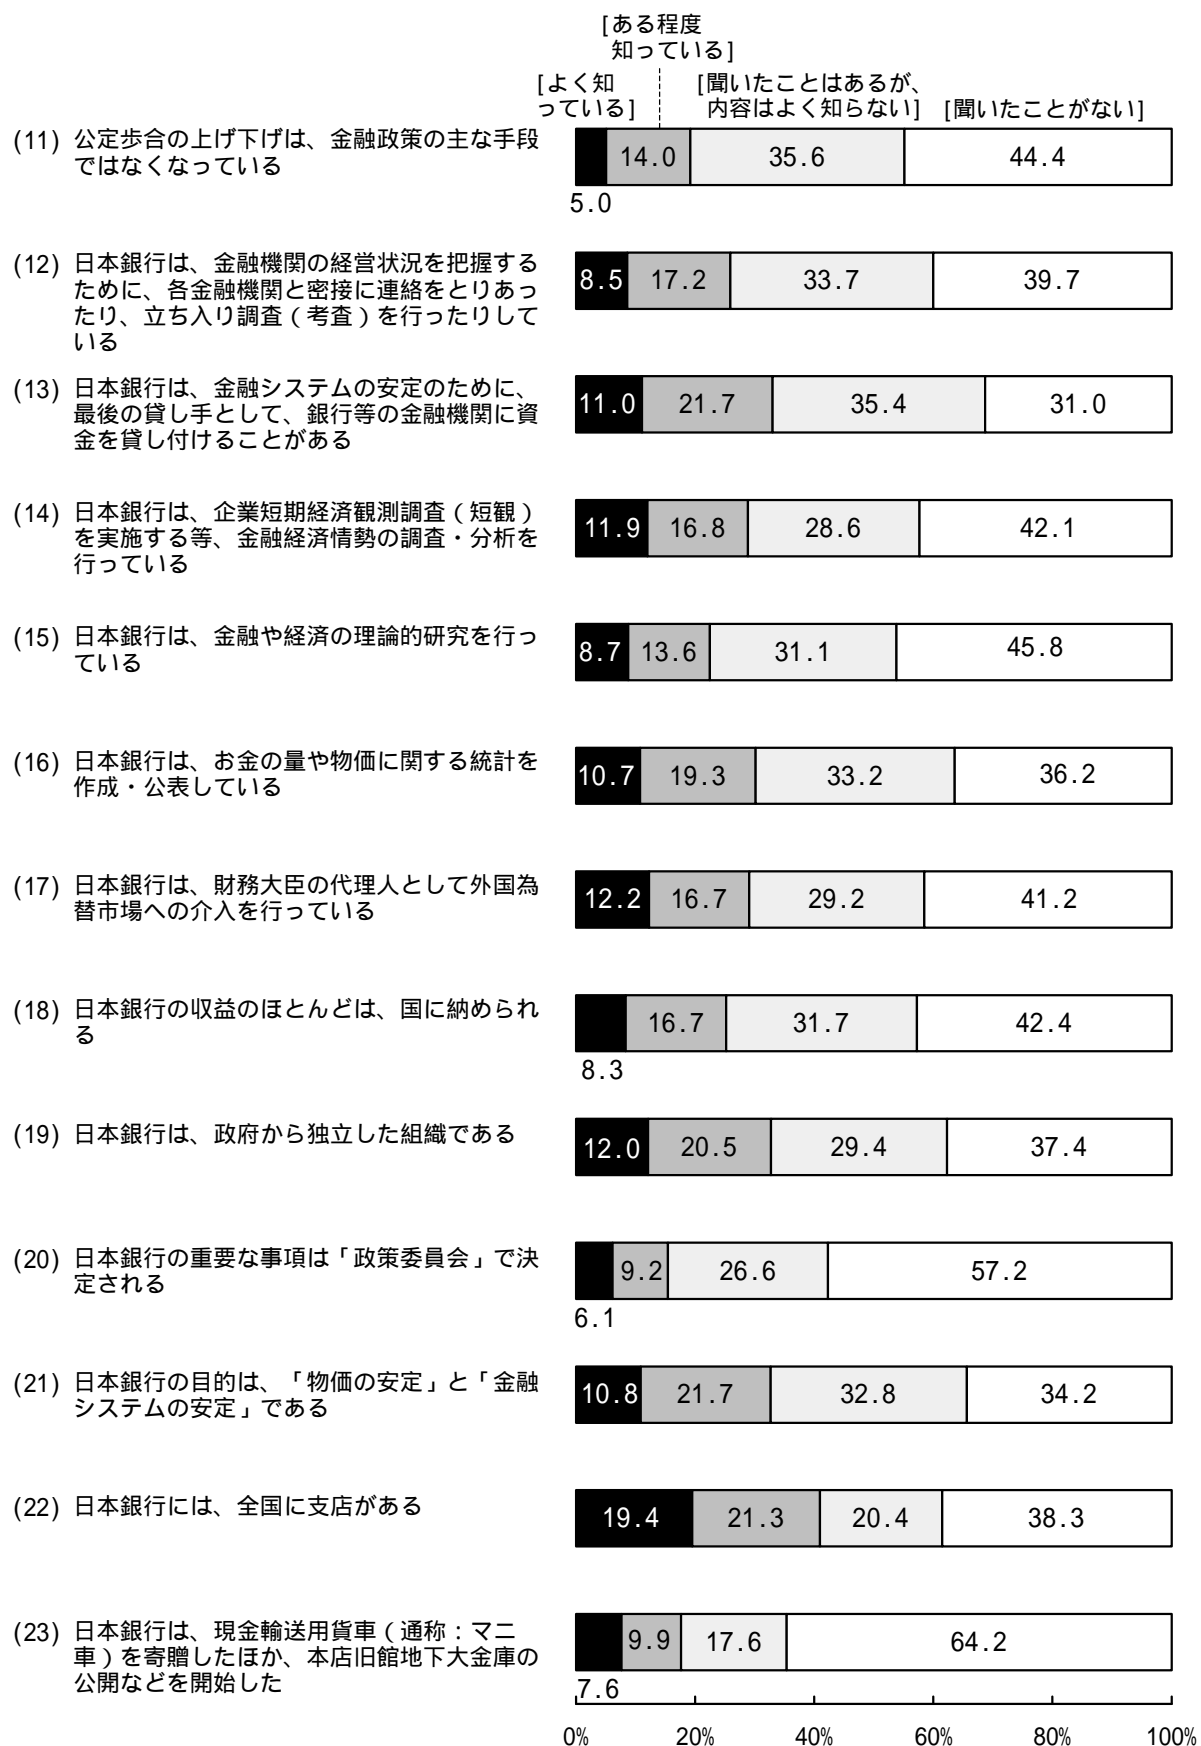 [ある程度
知っている]
[よく知
っている]
[聞いたことはあるが、
内容はよく知らない]
[聞いたことがない]
(11) 公定歩合の上げ下げは、金融政策の主な手段
ではなくなっている
14.0 35.6 44.4
5.0
(12) 日本銀行は、金融機関の経営状況を把握する
ために、各金融機関と密接に連絡をとりあっ
たり、立ち入り調査(考査)を行ったりして
いる
8.5 17.2 33.7 39.7
(13) 日本銀行は、金融システムの安定のために、
最後の貸し手として、銀行等の金融機関に資
金を貸し付けることがある
11.0 21.7 35.4 31.0
(14) 日本銀行は、企業短期経済観測調査(短観)
を実施する等、金融経済情勢の調査・分析を
行っている
11.9 16.8 28.6 42.1
(15) 日本銀行は、金融や経済の理論的研究を行っ
ている
8.7 13.6 31.1 45.8
(16) 日本銀行は、お金の量や物価に関する統計を
作成・公表している
10.7 19.3 33.2 36.2
(17) 日本銀行は、財務大臣の代理人として外国為
替市場への介入を行っている
12.2 16.7 29.2 41.2
(18) 日本銀行の収益のほとんどは、国に納められ
る
16.7 31.7 42.4
8.3
(19) 日本銀行は、政府から独立した組織である
12.0 20.5 29.4 37.4
(20) 日本銀行の重要な事項は「政策委員会」で決
定される
9.2 26.6 57.2
6.1
(21) 日本銀行の目的は、「物価の安定」と「金融
システムの安定」である
10.8 21.7 32.8 34.2
(22) 日本銀行には、全国に支店がある
19.4 21.3 20.4 38.3
(23) 日本銀行は、現金輸送用貨車(通称:マニ
車)を寄贈したほか、本店旧館地下大金庫の
公開などを開始した
9.9 17.6 64.2
7.6
0% 20% 40% 60% 80% 100%